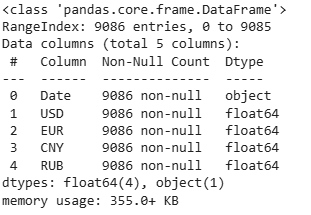 <class 'pandas.core.frame.DataFrame'>
RangeIndex: 9086 entries, 0 to 9085
Data columns (total 5 columns):
 #   Column  Non-Null Count  Dtype
---  ------  --------------  -----
 0   Date    9086 non-null   object
 1   USD     9086 non-null   float64
 2   EUR     9086 non-null   float64
 3   CNY     9086 non-null   float64
 4   RUB     9086 non-null   float64
dtypes: float64(4), object(1)
memory usage: 355.0+ KB